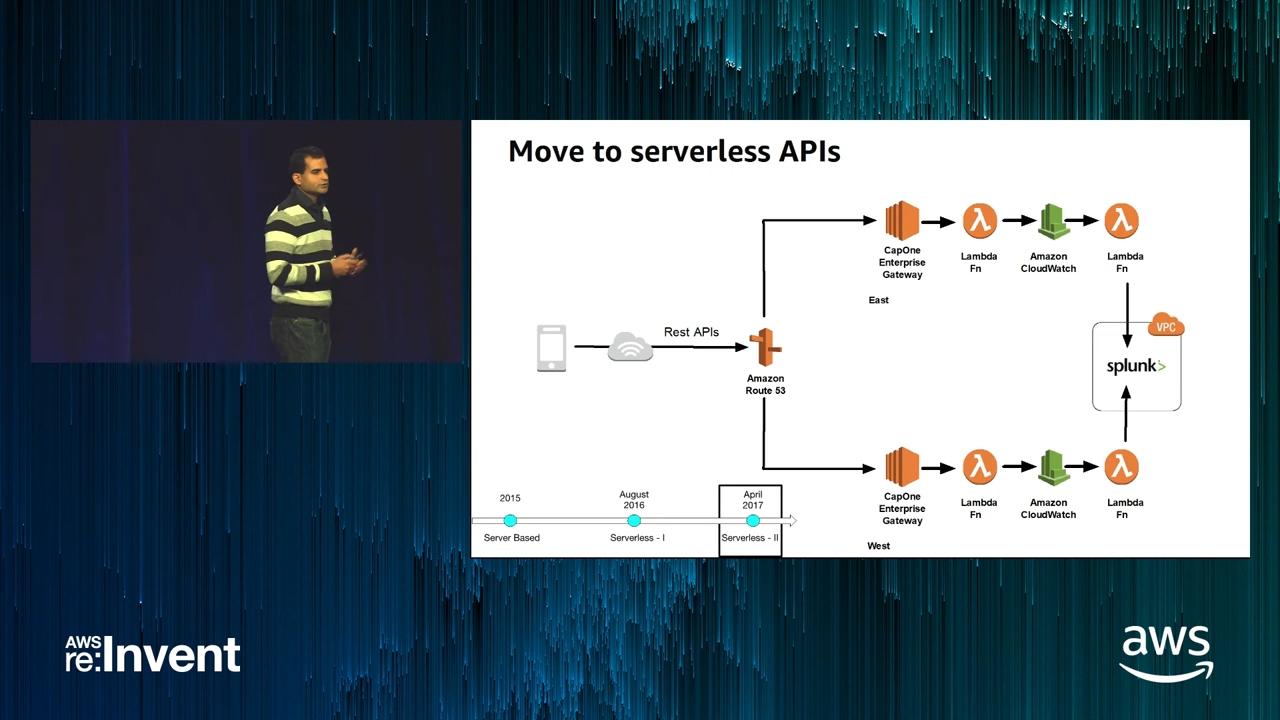 Move to serverless APIs
CapOne
Enterprise
Gateway
Lambda
Fn
Amazon
CloudWatch
Lambda
Fn
East
Rest APIs
Amazon
Route 53
VPC
splunk>
CapOne
Enterprise
Gateway
Lambda
Fn
Amazon
CloudWatch
Lambda
Fn
West
2015
August
2016
April
2017
Server Based
Serverless - I
Serverless - II
AWS
re:Invent
aws